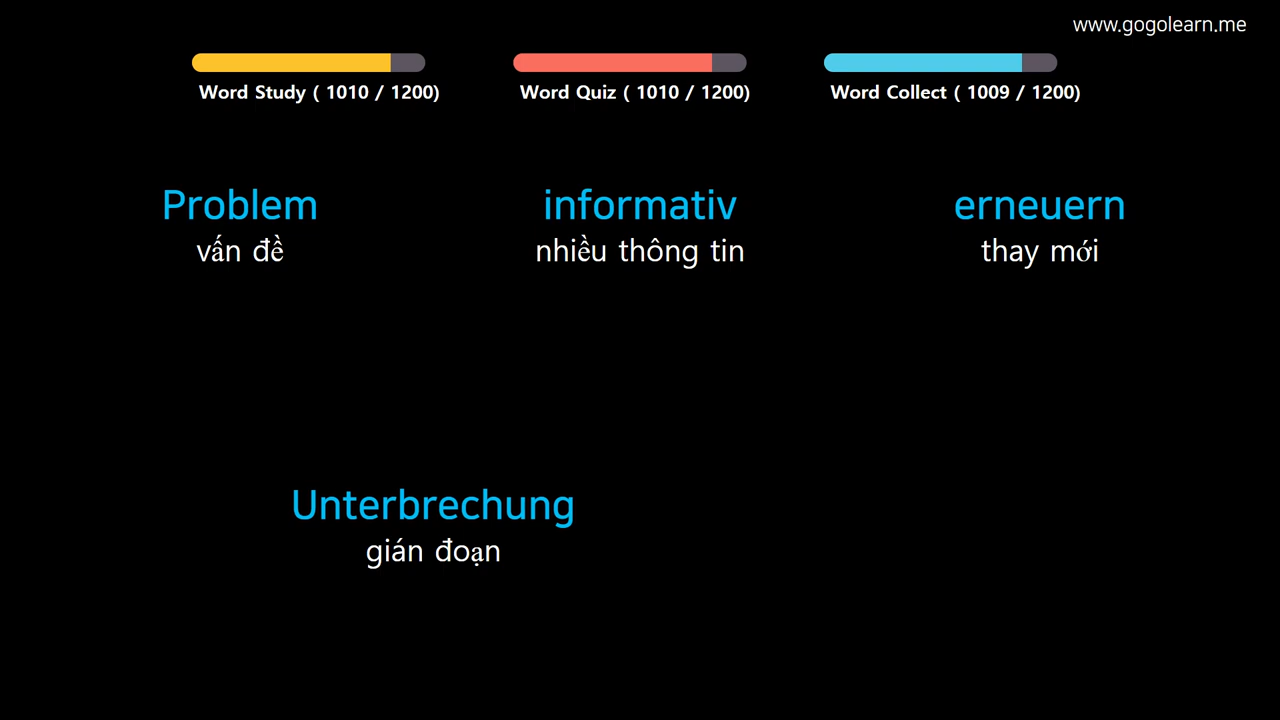 www.gogolearn.me
Word Study ( 1010 / 1200)
Word Quiz ( 1010 / 1200)
Word Collect ( 1009 / 1200)
Problem
vấn đề
informativ
nhiều thông tin
erneuern
thay mới
Unterbrechung
gián đoạn